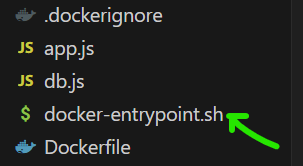 .dockerignore
JS app.js
JS db.js
$ docker-entrypoint.sh
Dockerfile